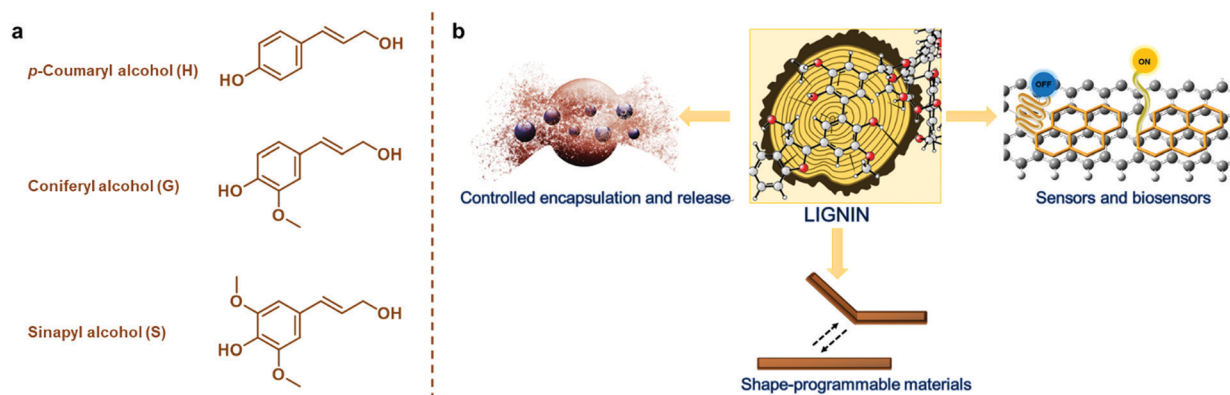 a
p-Coumaryl alcohol (H)
HO
OH
Coniferyl alcohol (G)
HO
O
OH
Sinapyl alcohol (S)
O
HO
O
OH
b
Controlled encapsulation and release
LIGNIN
OFF
ON
Sensors and biosensors
Shape-programmable materials